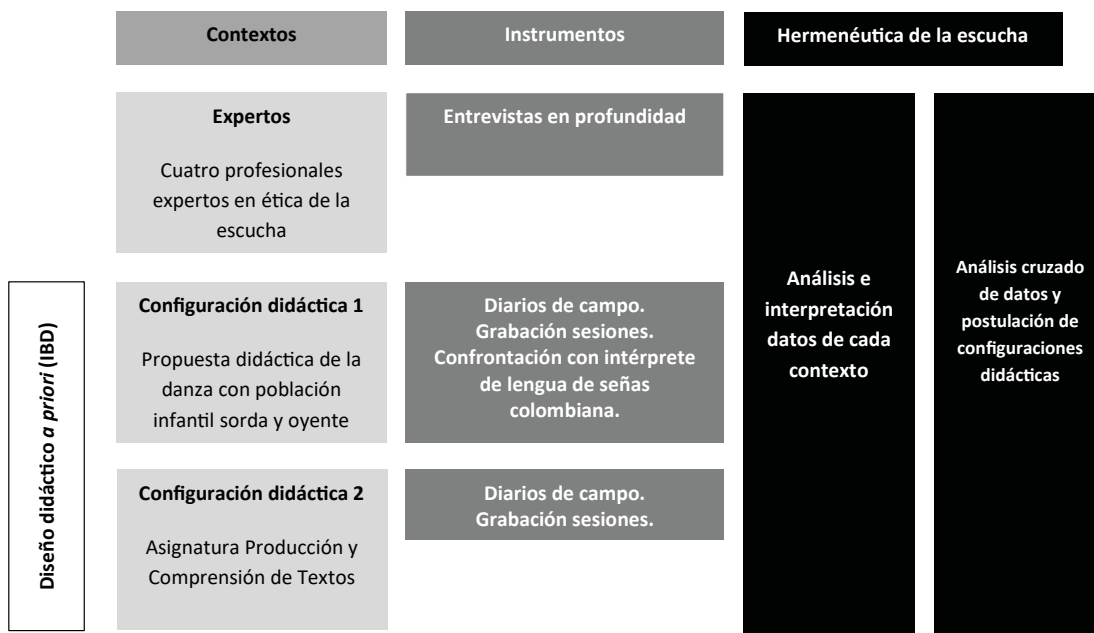 Contextos
Instrumentos
Hermenéutica de la escucha
Expertos
Cuatro profesionales
expertos en ética de la
escucha
Entrevistas en profundidad
Diseño didáctico a priori (IBD)
Configuración didáctica 1
Propuesta didáctica de la
danza con población
infantil sorda y oyente
Diarios de campo.
Grabación sesiones.
Confrontación con intérprete
de lengua de señas
colombiana.
Configuración didáctica 2
Asignatura Producción y
Comprensión de Textos
Diarios de campo.
Grabación sesiones.
Análisis e
interpretación
datos de cada
contexto
Análisis cruzado
de datos y
postulación de
configuraciones
didácticas